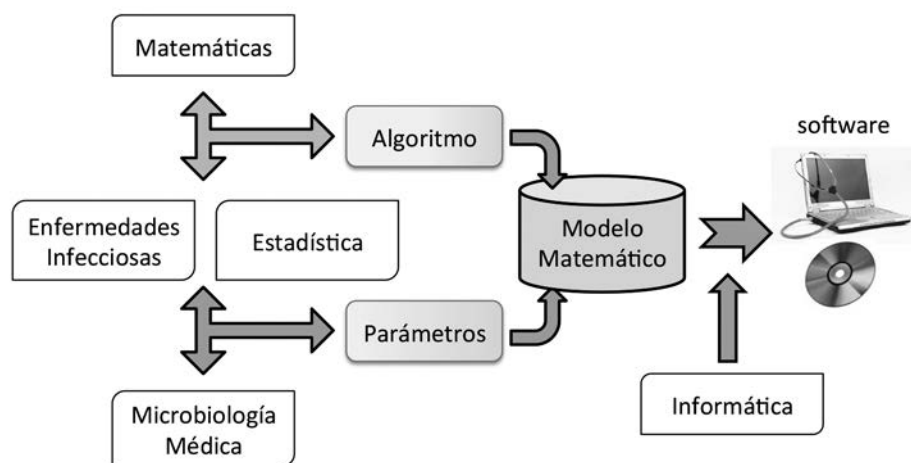 Matemáticas
Algoritmo
software
Enfermedades
Infecciosas
Estadística
Modelo
Matemático
Parámetros
Microbiología
Médica
Informática